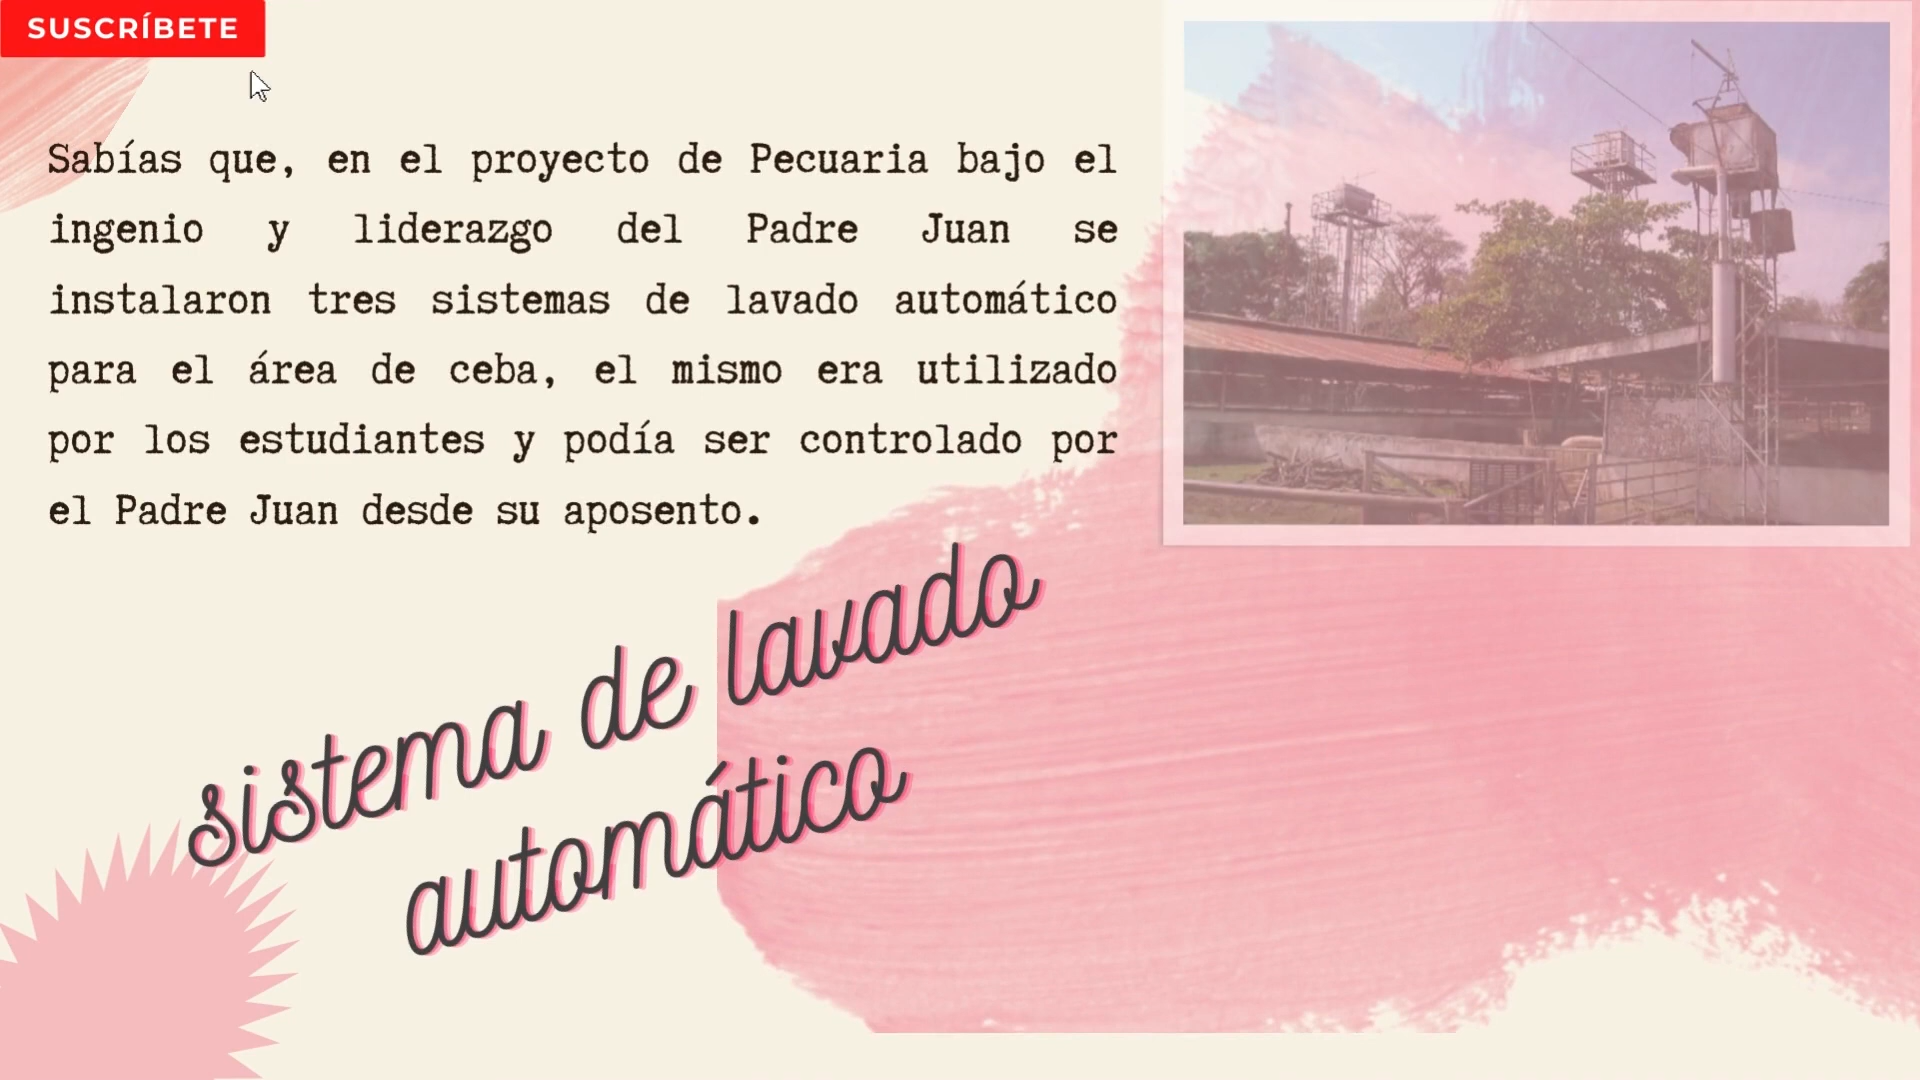 SUSCRÍBETE
Sabías que, en el proyecto de Pecuaria bajo el
ingenio y liderazgo del Padre Juan se
instalaron tres sistemas de lavado automático
para el área de ceba, el mismo era utilizado
por los estudiantes y podía ser controlado por
el Padre Juan desde su aposento.
sistema de lavado
automático